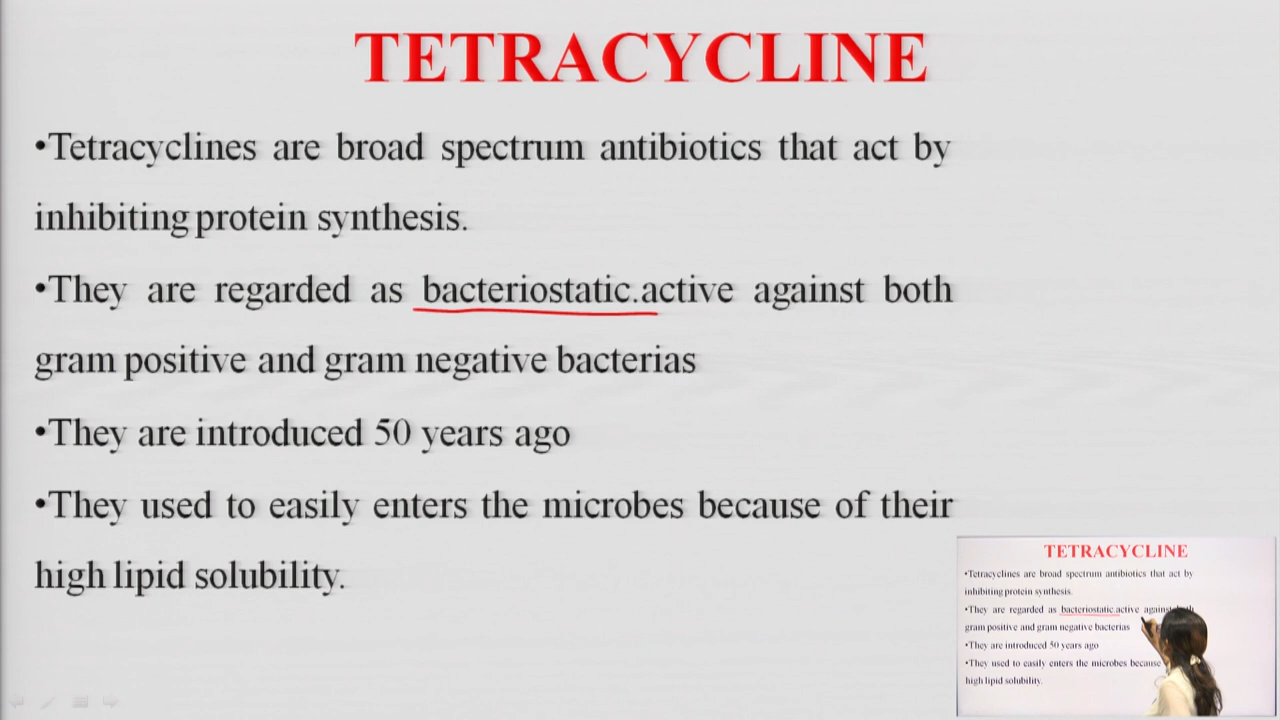 TETRACYCLINE
•Tetracyclines are broad spectrum antibiotics that act by
inhibiting protein synthesis.
•They are regarded as bacteriostatic.active against both
gram positive and gram negative bacterias
•They are introduced 50 years ago
•They used to easily enters the microbes because of their
high lipid solubility.
TETRACYCLINE
•Tetracyclines are broad spectrum antibiotics that act by
inhibiting protein synthesis.
•They are regarded as bacteriostatic.active against both
gram positive and gram negative bacterias
•They are introduced 50 years ago
•They used to easily enters the microbes because
high lipid solubility.